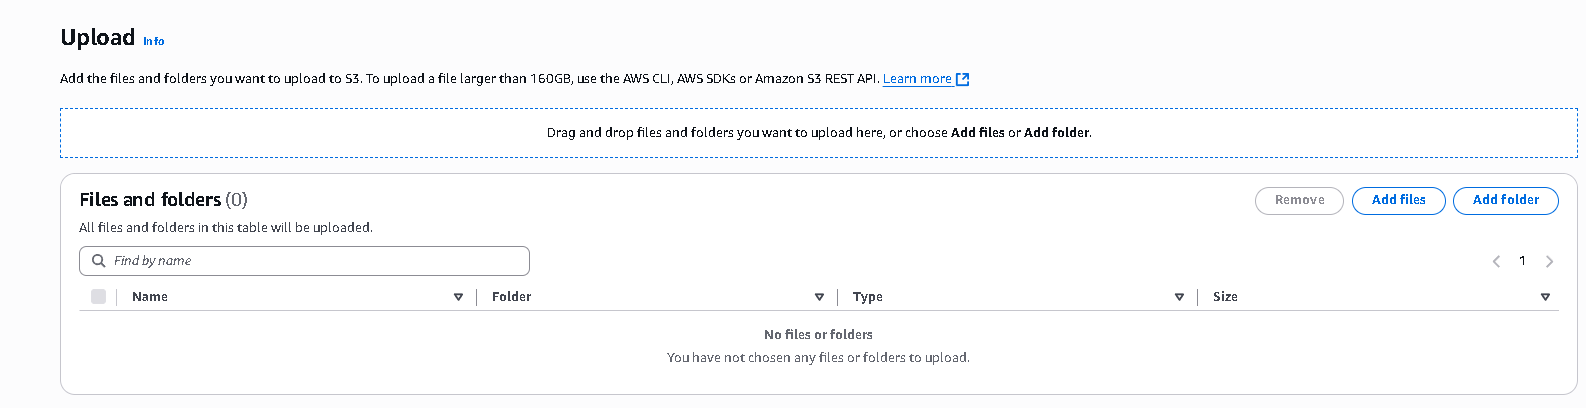 Upload Info
Add the files and folders you want to upload to S3. To upload a file larger than 160GB, use the AWS CLI, AWS SDKs or Amazon S3 REST API. Learn more
Drag and drop files and folders you want to upload here, or choose Add files or Add folder.
Files and folders (0)
Remove Add files Add folder
All files and folders in this table will be uploaded.
Find by name
1
Name Folder Type Size
No files or folders
You have not chosen any files or folders to upload.